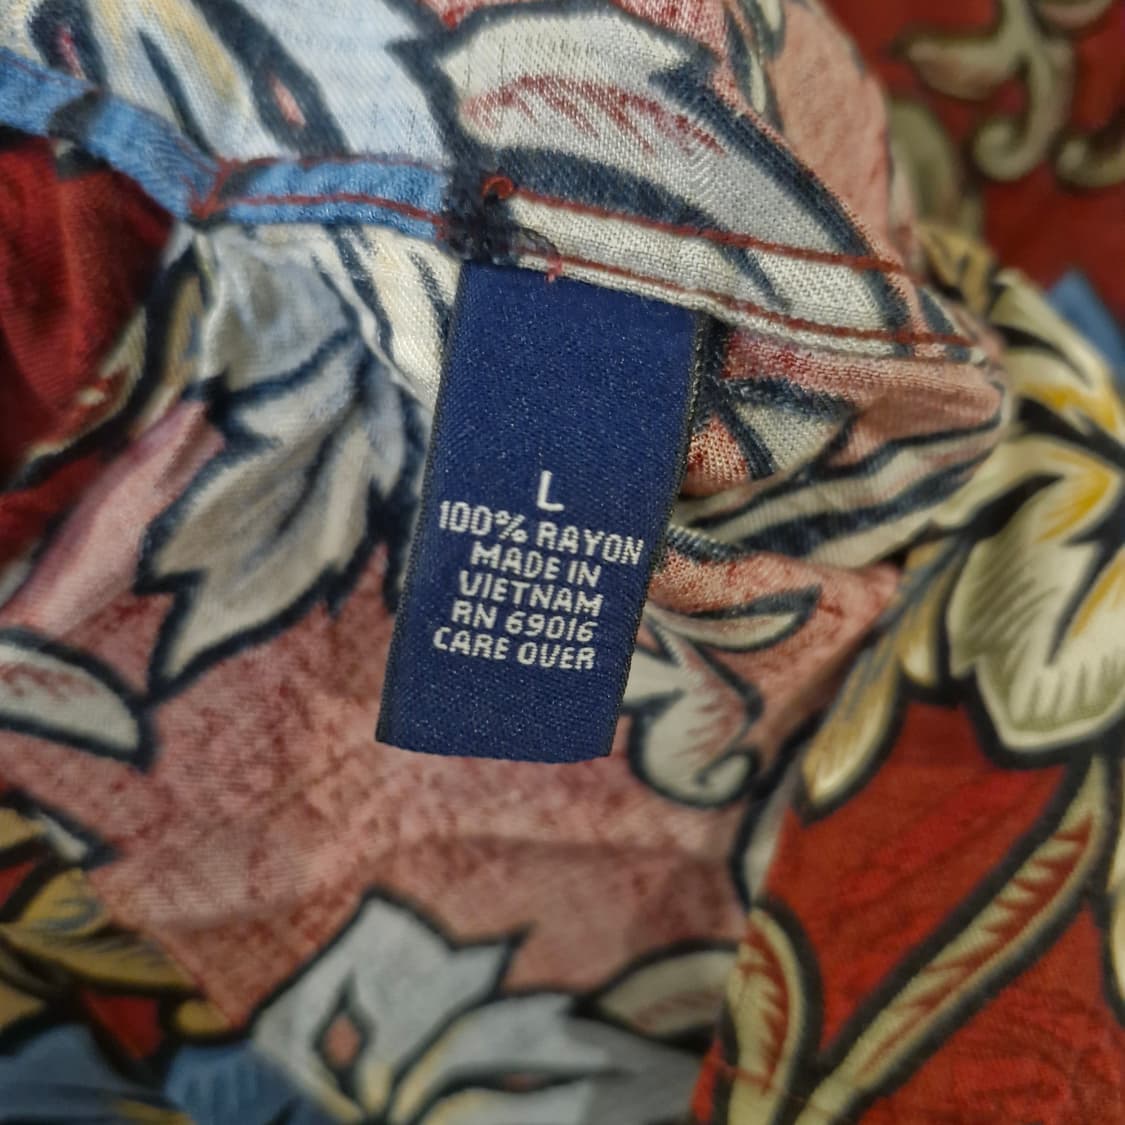 L
100% RAYON
MADE IN
VIETNAM
RN 69016
CARE OVER